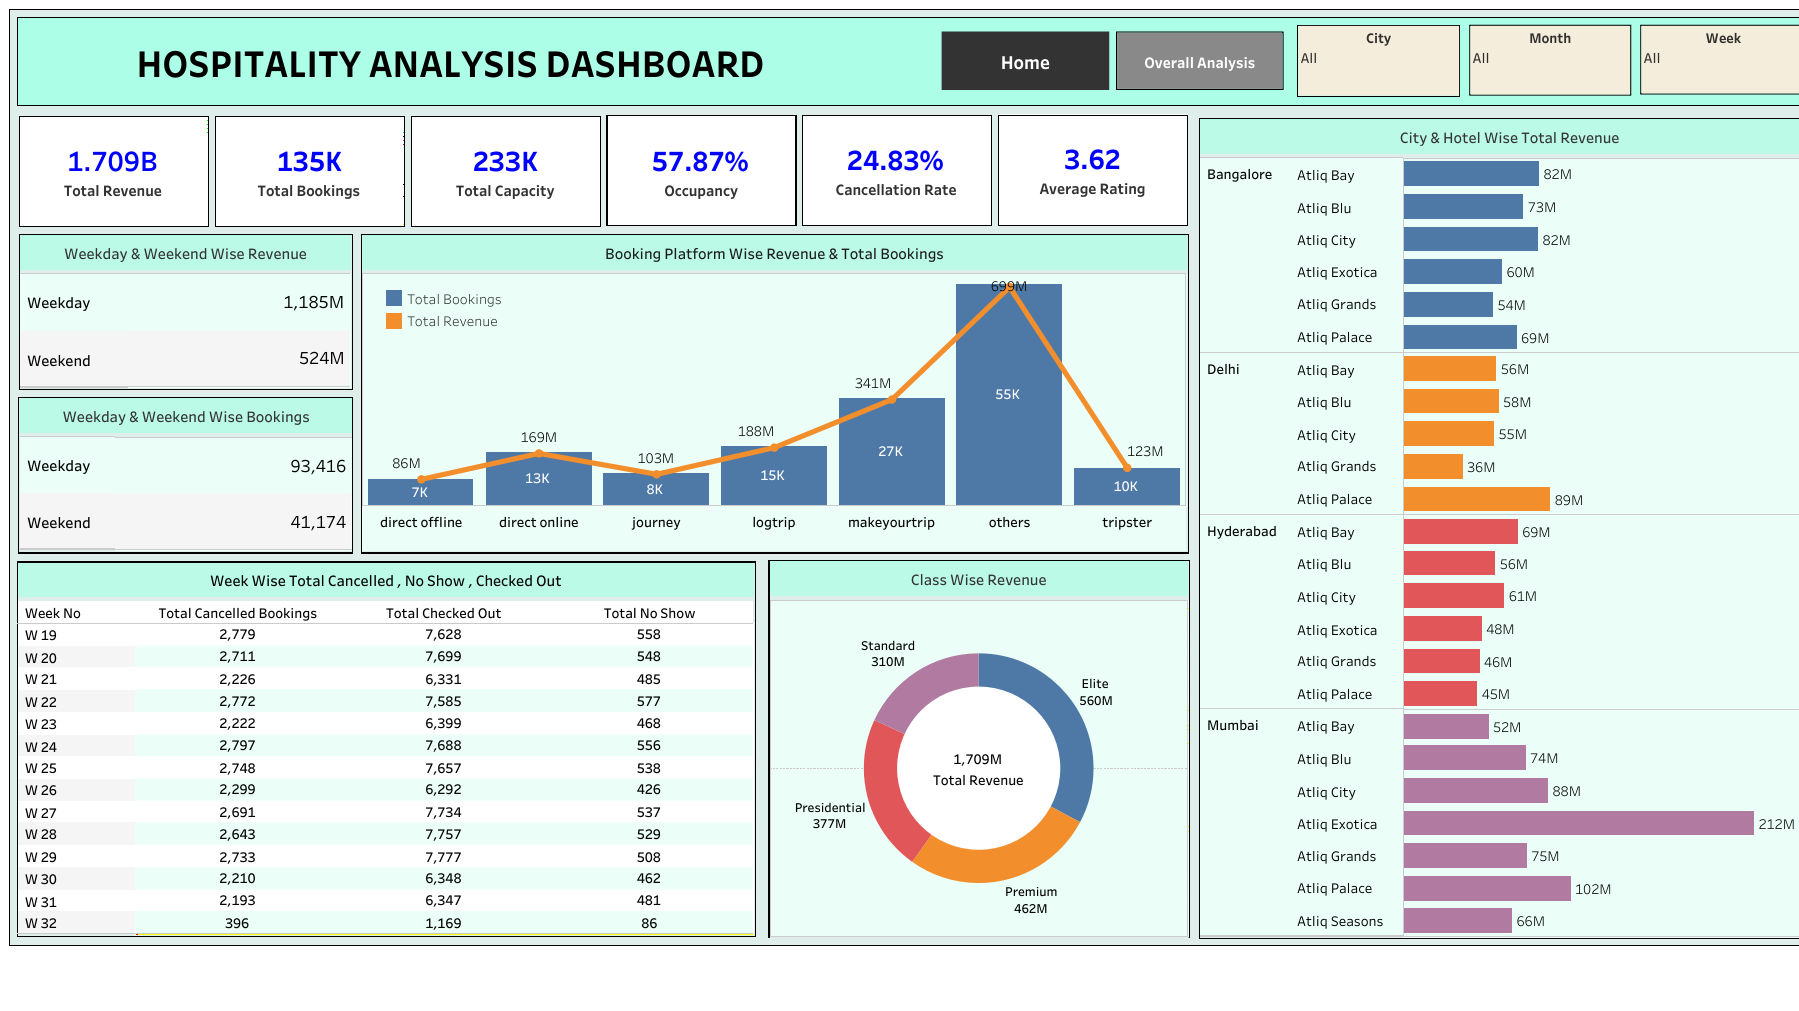 HOSPITALITY ANALYSIS DASHBOARD
Home
Overall Analysis
City
All
Month
All
Week
All
1.709B
Total Revenue
135K
Total Bookings
233K
Total Capacity
57.87%
Occupancy
24.83%
Cancellation Rate
3.62
Average Rating
Weekday & Weekend Wise Revenue
Weekday 1,185M
Weekend 524M
Weekday & Weekend Wise Bookings
Weekday 93,416
Weekend 41,174
Booking Platform Wise Revenue & Total Bookings
Total Bookings
Total Revenue
86M 169M 103M 188M 341M 699M 123M
7K 13K 8K 15K 27K 55K 10K
direct offline direct online journey logtrip makeyourtrip others tripster
Week Wise Total Cancelled , No Show , Checked Out
Week No Total Cancelled Bookings Total Checked Out Total No Show
W 19 2,779 7,628 558
W 20 2,711 7,699 548
W 21 2,226 6,331 485
W 22 2,772 7,585 577
W 23 2,222 6,399 468
W 24 2,797 7,688 556
W 25 2,748 7,657 538
W 26 2,299 6,292 426
W 27 2,691 7,734 537
W 28 2,643 7,757 529
W 29 2,733 7,777 508
W 30 2,210 6,348 462
W 31 2,193 6,347 481
W 32 396 1,169 86
Class Wise Revenue
Standard
310M
Elite
560M
1,709M
Total Revenue
Presidential
377M
Premium
462M
City & Hotel Wise Total Revenue
Bangalore Atliq Bay 82M
Atliq Blu 73M
Atliq City 82M
Atliq Exotica 60M
Atliq Grands 54M
Atliq Palace 69M
Delhi Atliq Bay 56M
Atliq Blu 58M
Atliq City 55M
Atliq Grands 36M
Atliq Palace 89M
Hyderabad Atliq Bay 69M
Atliq Blu 56M
Atliq City 61M
Atliq Exotica 48M
Atliq Grands 46M
Atliq Palace 45M
Mumbai Atliq Bay 52M
Atliq Blu 74M
Atliq City 88M
Atliq Exotica 212M
Atliq Grands 75M
Atliq Palace 102M
Atliq Seasons 66M